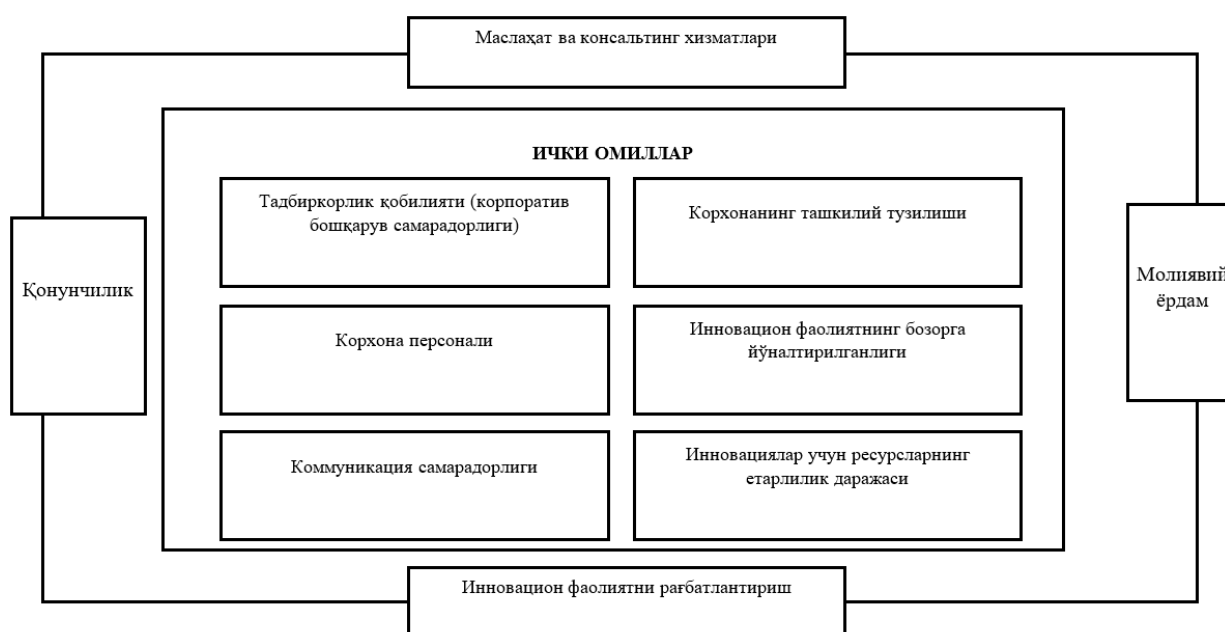 Маслаҳат ва консальтинг хизматлари
ИЧКИ ОМИЛЛАР
Тадбиркорлик қобилияти (корпоратив
бошқарув самарадорлиги)
Корхонанинг ташкилий тузилиши
Қонунчилик
Молиявий
ёрдам
Корхона персонали
Инновацион фаолиятнинг бозорга
йўналтирилганлиги
Коммуникация самарадорлиги
Инновациялар учун ресурсларнинг
етарлилик даражаси
Инновацион фаолиятни рағбатлантириш